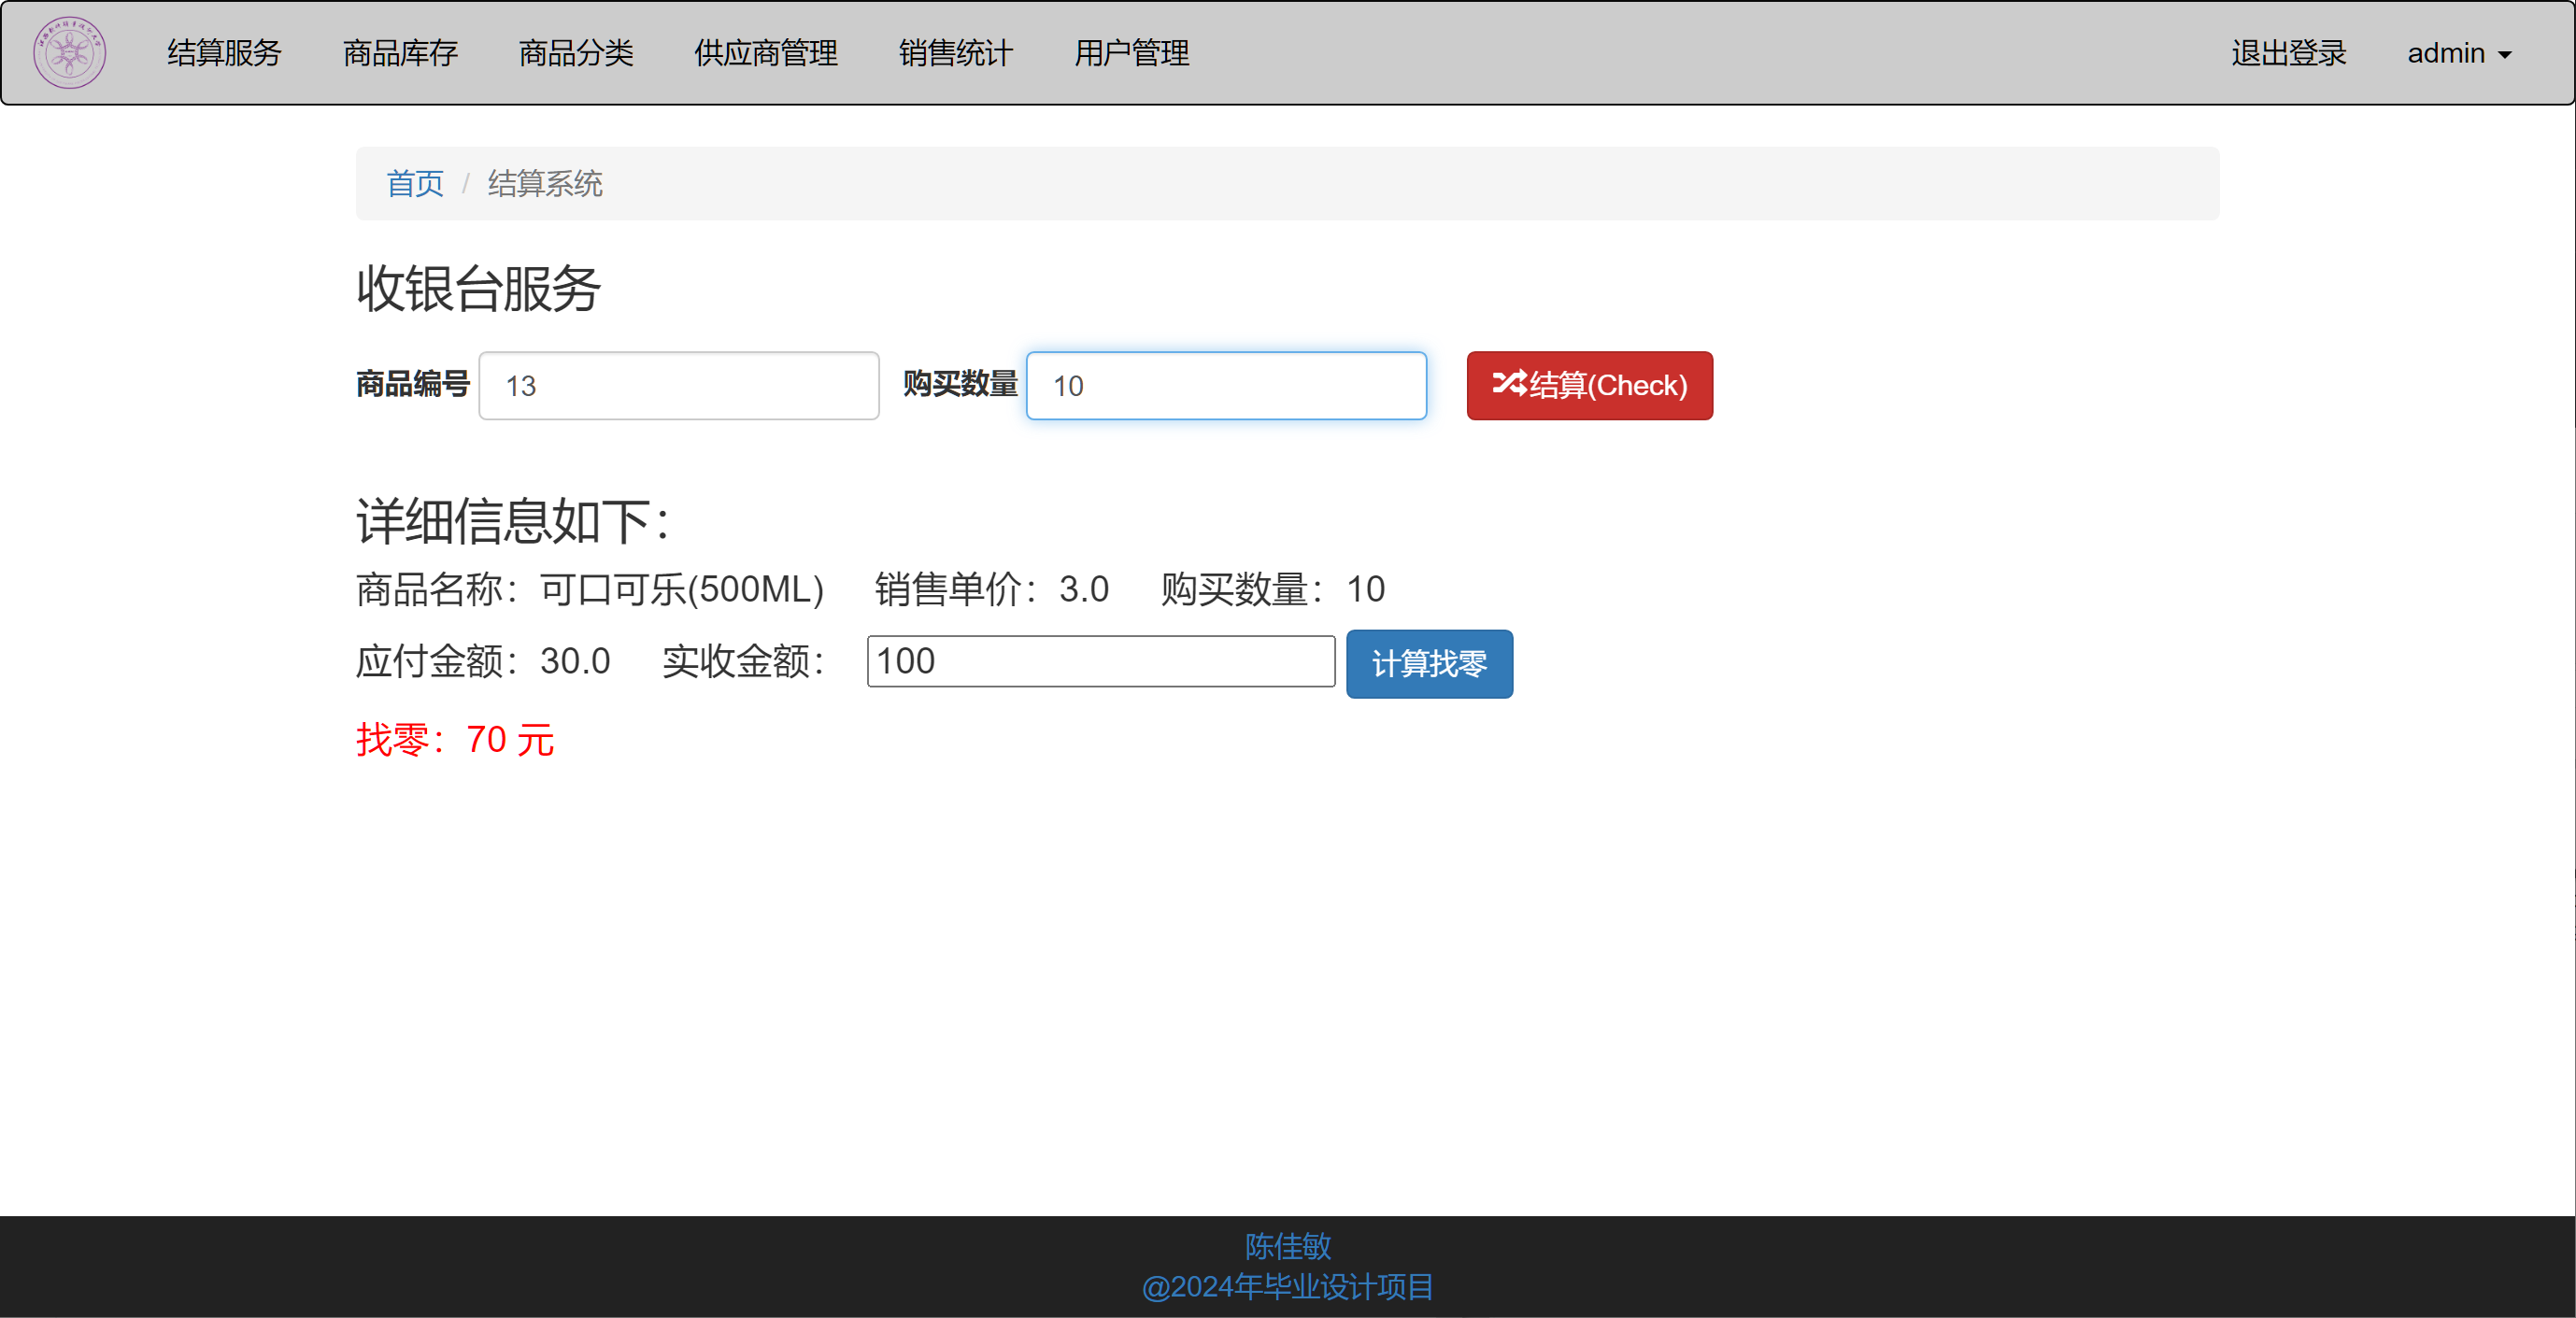 结算服务 商品库存 商品分类 供应商管理 销售统计 用户管理 退出登录 admin
首页 / 结算系统
收银台服务
商品编号 13 购买数量 10 结算(Check)
详细信息如下：
商品名称：可口可乐(500ML) 销售单价：3.0 购买数量：10
应付金额：30.0 实收金额： 100 计算找零
找零：70 元
陈佳敏
@2024年毕业设计项目